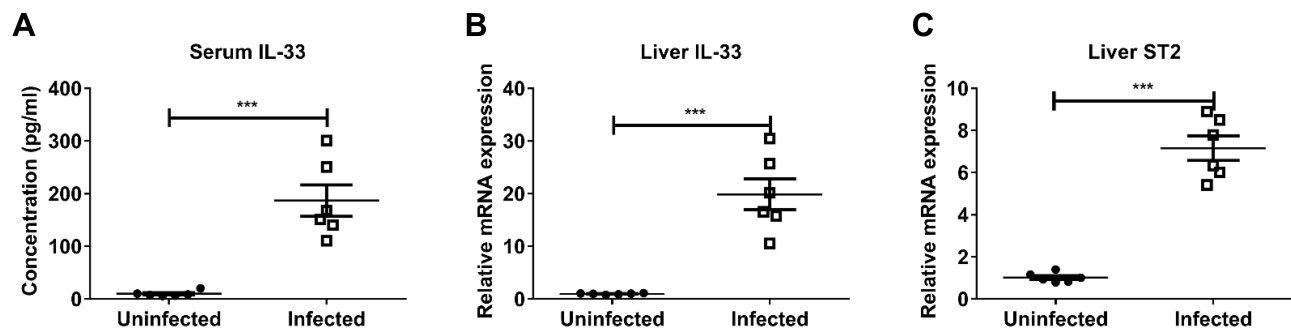 A
Serum IL-33
Concentration (pg/ml)
400
300
200
100
0
***
Uninfected
Infected
B
Liver IL-33
Relative mRNA expression
40
30
20
10
0
***
Uninfected
Infected
C
Liver ST2
Relative mRNA expression
10
8
6
4
2
0
***
Uninfected
Infected